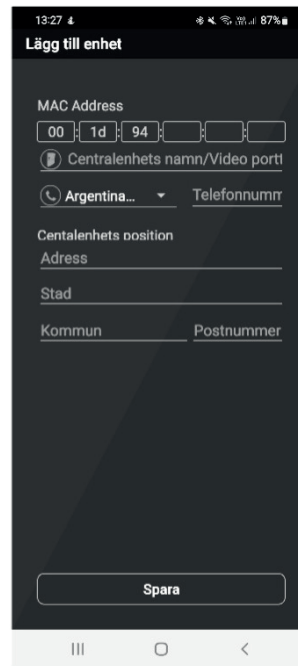 13:27 87%
Lägg till enhet
MAC Address
00 : 1d : 94 : : :
Centralenhets namn/Video portt
Argentina... Telefonnumm
Centalenhets position
Adress
Stad
Kommun Postnummer
Spara